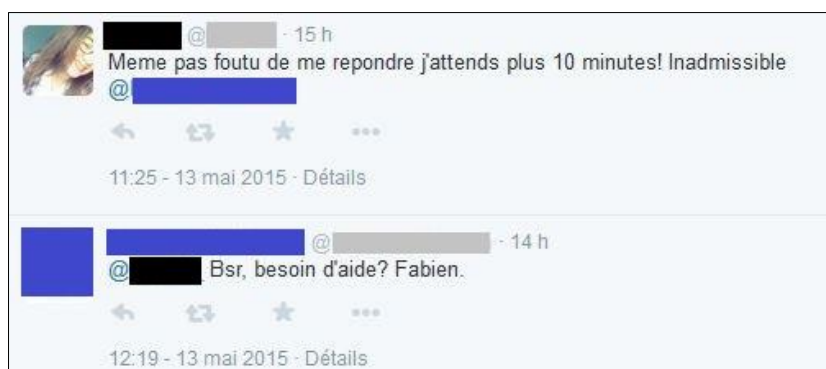 @ · 15 h
Meme pas foutu de me repondre j'attends plus 10 minutes! Inadmissible
@
11:25 - 13 mai 2015 · Détails
@ · 14 h
@ Bsr, besoin d'aide? Fabien.
12:19 - 13 mai 2015 · Détails